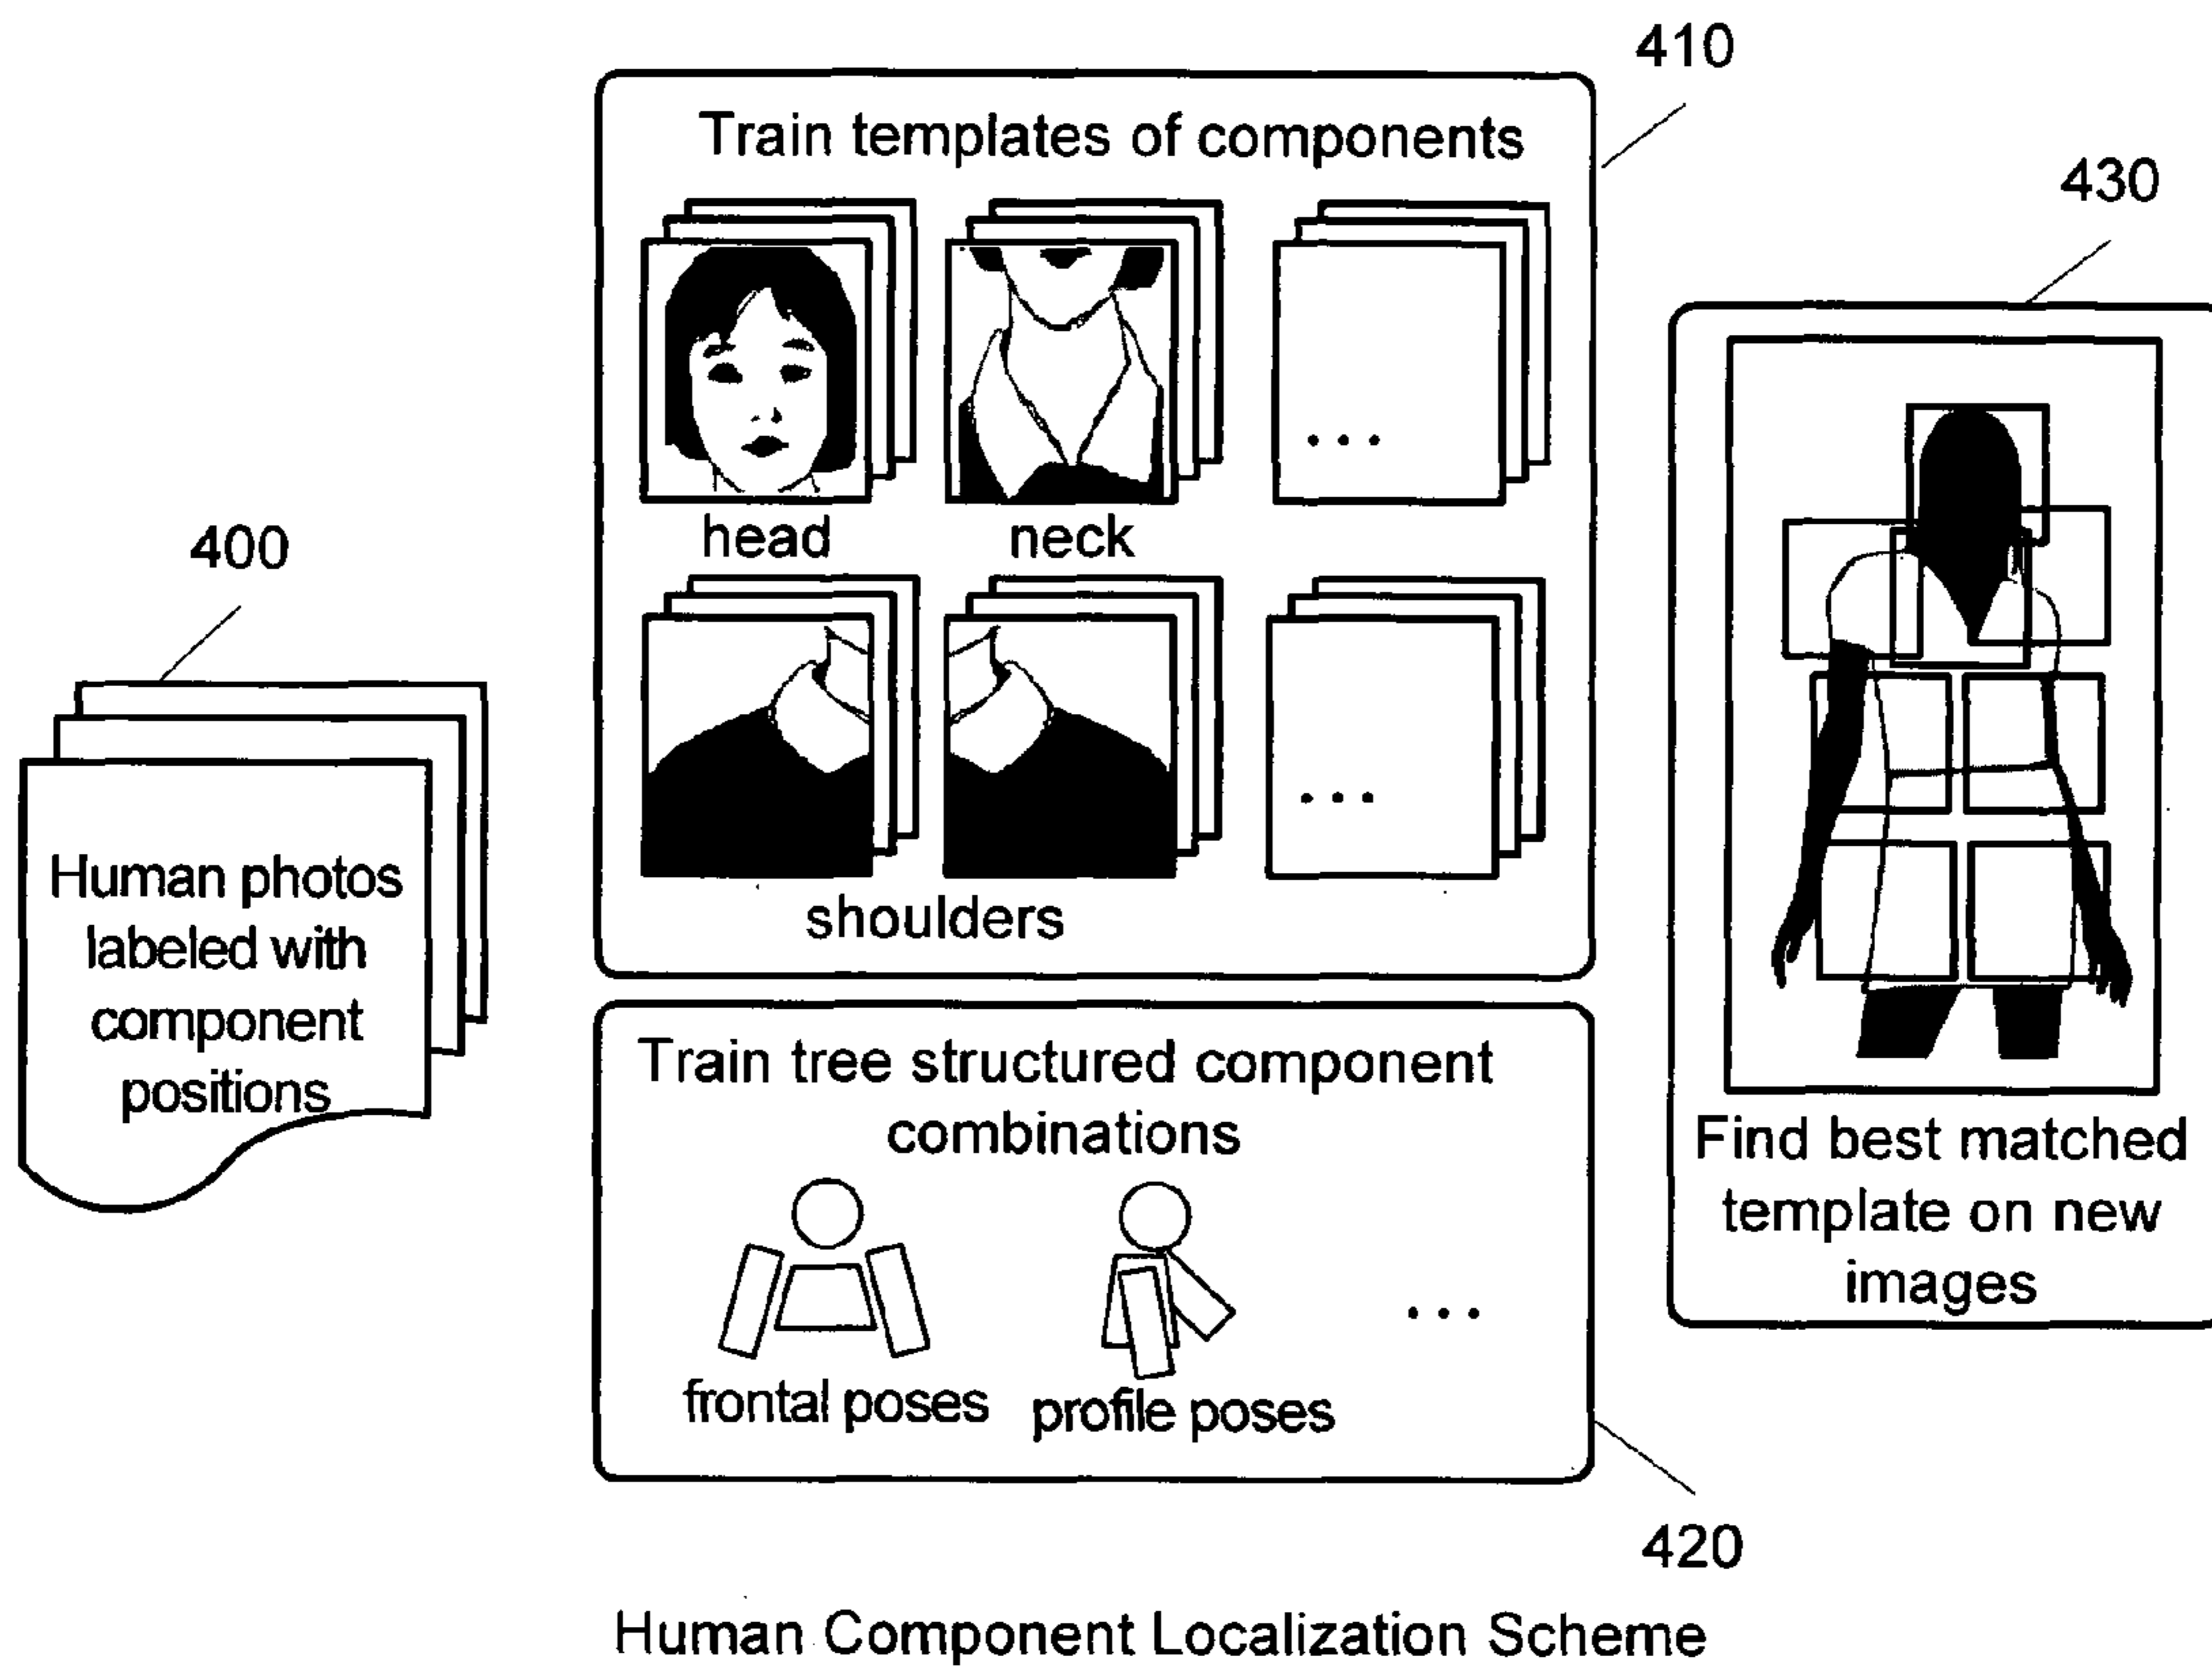 400
Human photos
labeled with
component
positions
410
Train templates of components
. . .
head
neck
. . .
shoulders
Train tree structured component
combinations
. . .
frontal poses
profile poses
420
430
Find best matched
template on new
images
Human Component Localization Scheme